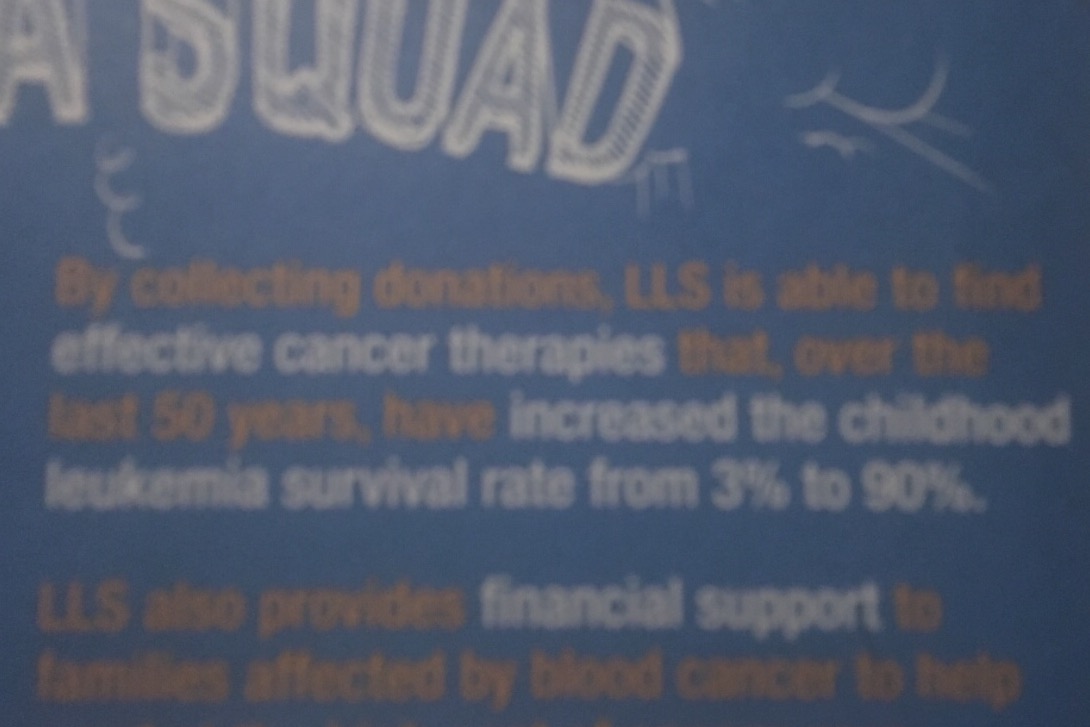 A SQUAD
By collecting donations, LLS is able to find
effective cancer therapies that, over the
last 50 years, have increased the childhood
leukemia survival rate from 3% to 90%.
LLS also provides financial support to
families affected by blood cancer to help